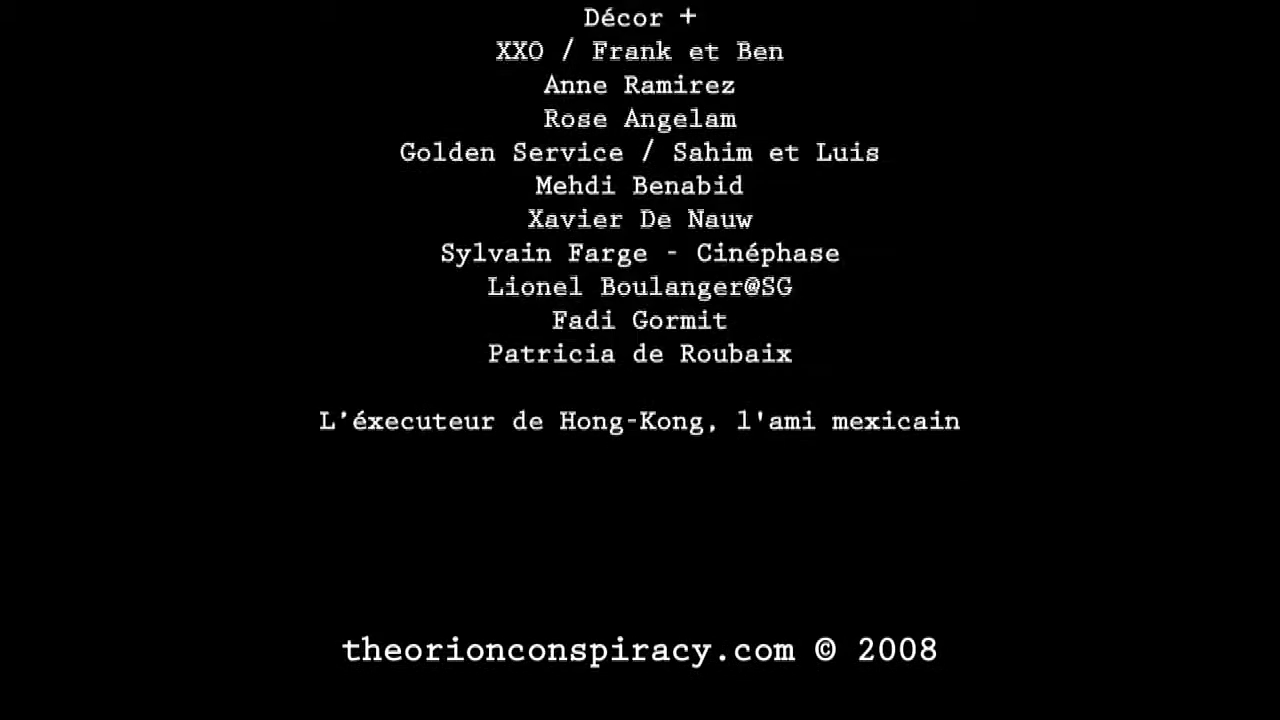 Décor +
XXO / Frank et Ben
Anne Ramirez
Rose Angelam
Golden Service / Sahim et Luis
Mehdi Benabid
Xavier De Nauw
Sylvain Farge - Cinéphase
Lionel Boulanger@SG
Fadi Gormit
Patricia de Roubaix
L’éxecuteur de Hong-Kong, l'ami mexicain
theorionconspiracy.com © 2008